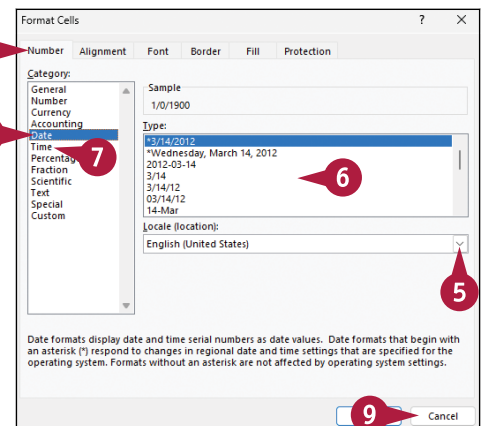 Format Cells ? X
Number Alignment Font Border Fill Protection
Category:
General
Number
Currency
Accounting
Date
Time
Fraction
Scientific
Text
Special
Custom
7
Sample
1/0/1900
Type:
*3/14/2012
*Wednesday, March 14, 2012
2012-03-14
3/14
3/14/12
03/14/12
14-Mar
6
Locale (location):
English (United States)
5
Date formats display date and time serial numbers as date values. Date formats that begin with
an asterisk (*) respond to changes in regional date and time settings that are specified for the
operating system. Formats without an asterisk are not affected by operating system settings.
9
Cancel